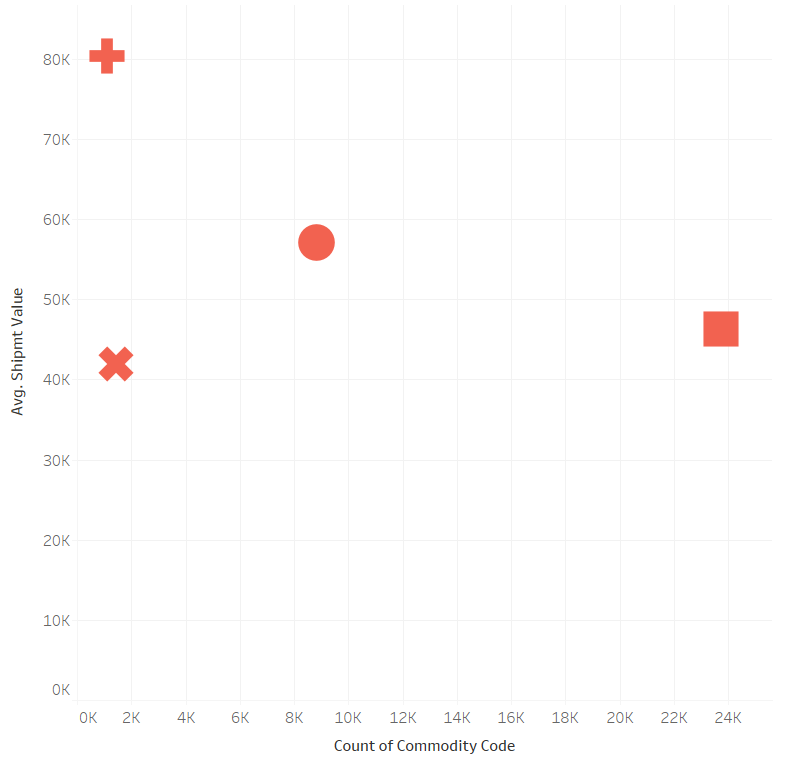 80K
70K
60K
50K
40K
30K
20K
10K
0K
Avg. Shipmt Value
0K 2K 4K 6K 8K 10K 12K 14K 16K 18K 20K 22K 24K
Count of Commodity Code